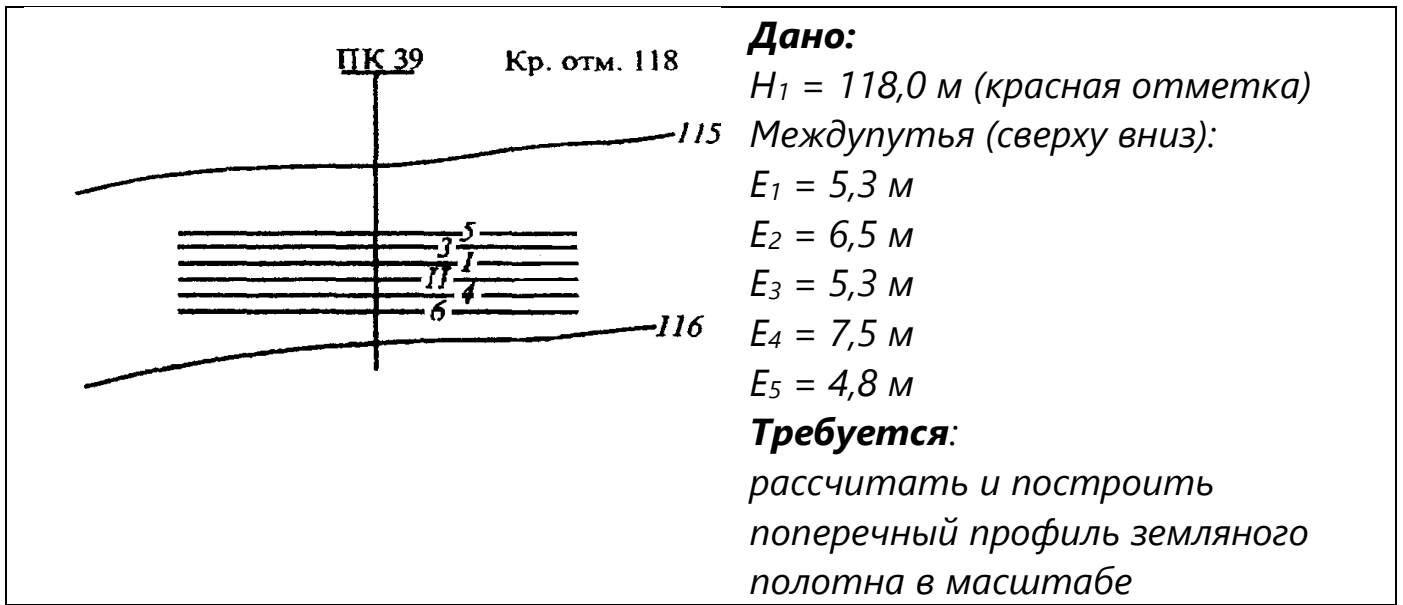 ПК 39 Кр. отм. 118
115
5
3
I
II
4
6
116
Дано:
H₁ = 118,0 м (красная отметка)
Междупутья (сверху вниз):
E₁ = 5,3 м
E₂ = 6,5 м
E₃ = 5,3 м
E₄ = 7,5 м
E₅ = 4,8 м
Требуется:
рассчитать и построить
поперечный профиль земляного
полотна в масштабе